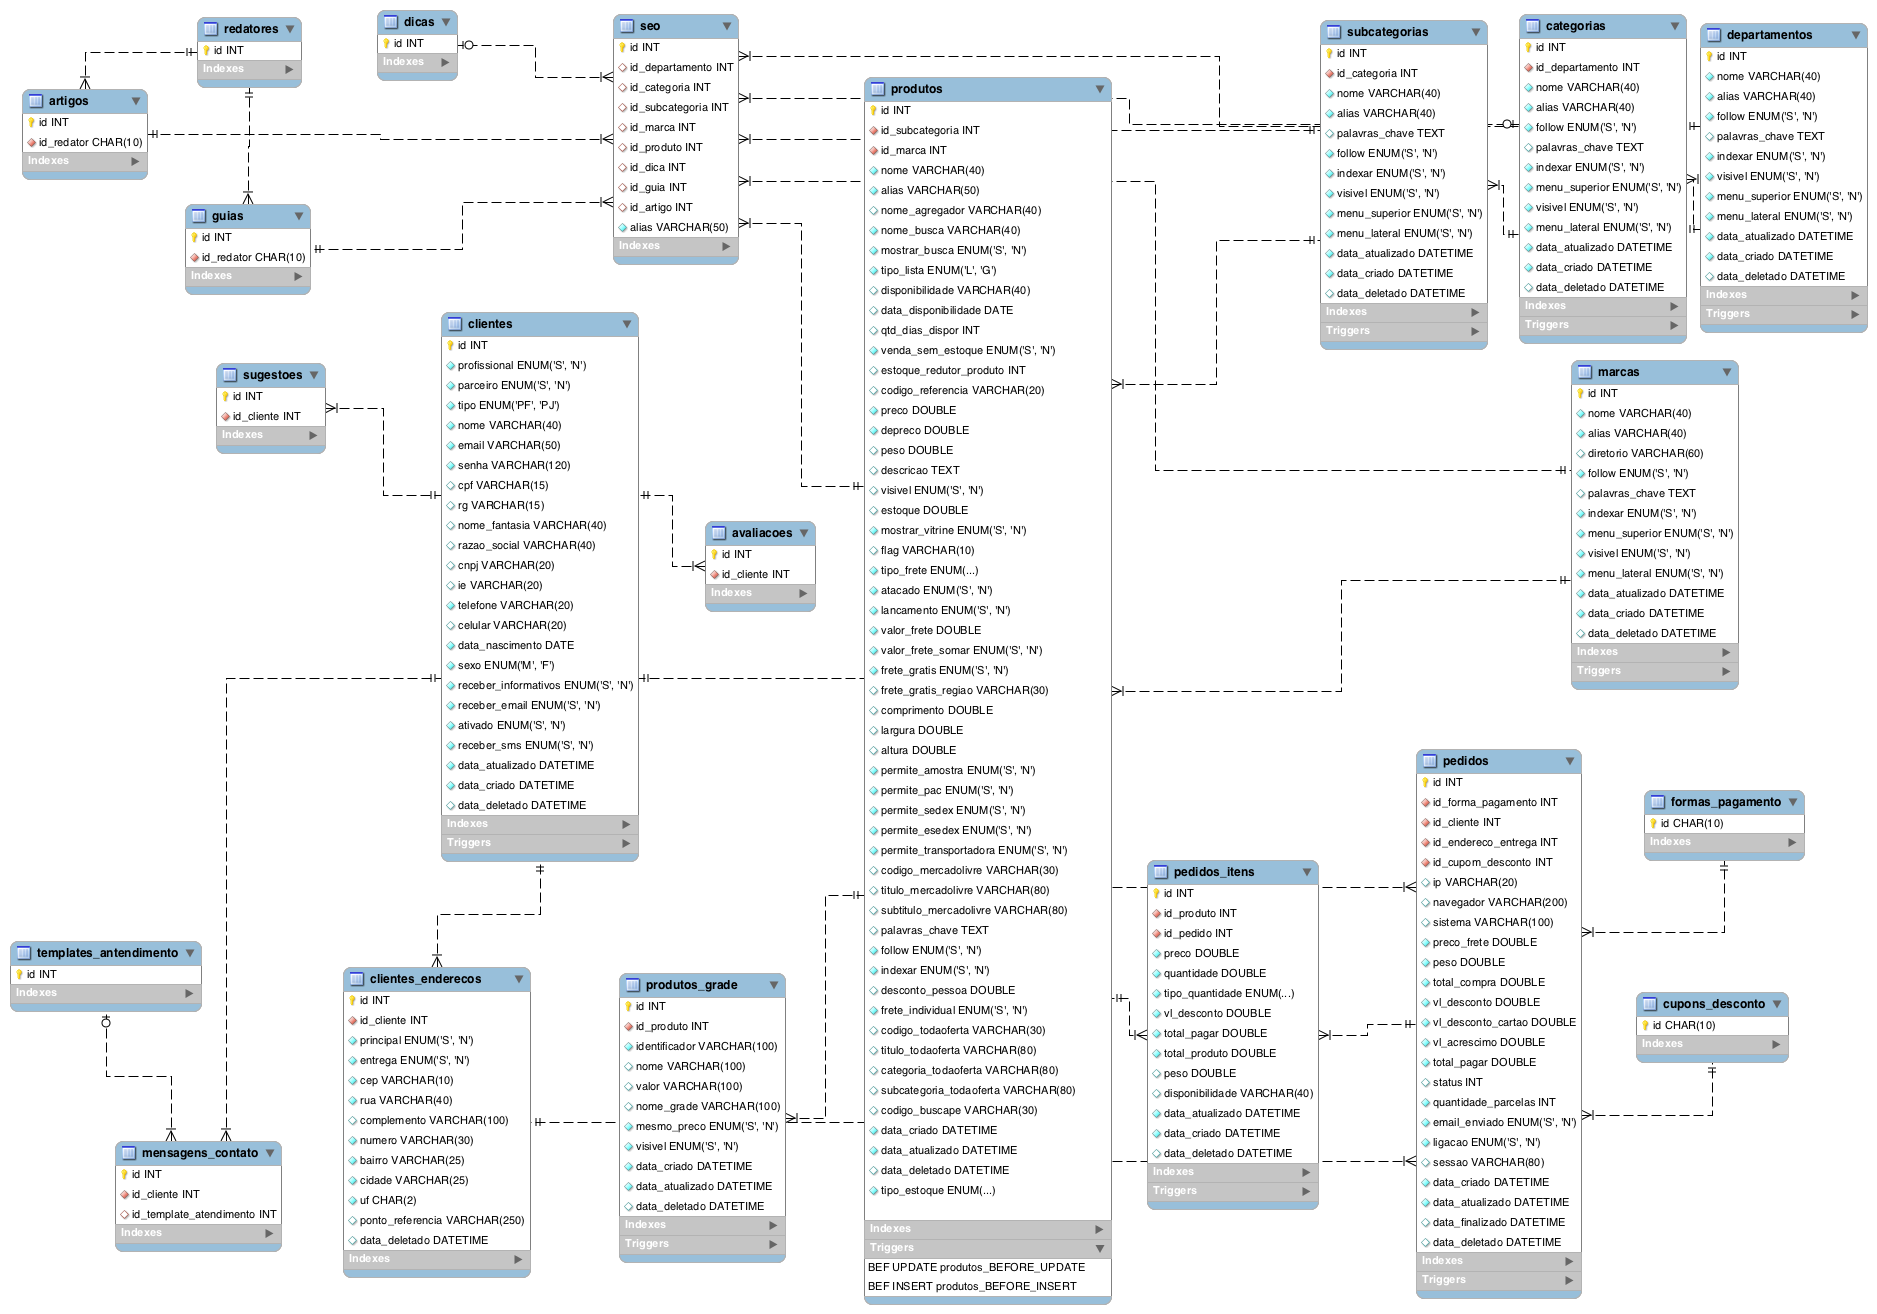 redatores
id INT
Indexes
dicas
id INT
Indexes
artigos
id INT
id_redator CHAR(10)
Indexes
guias
id INT
id_redator CHAR(10)
Indexes
seo
id INT
id_departamento INT
id_categoria INT
id_subcategoria INT
id_marca INT
id_produto INT
id_dica INT
id_guia INT
id_artigo INT
alias VARCHAR(50)
Indexes
produtos
id INT
id_subcategoria INT
id_marca INT
nome VARCHAR(40)
alias VARCHAR(50)
nome_agregador VARCHAR(40)
nome_busca VARCHAR(40)
mostrar_busca ENUM('S', 'N')
tipo_lista ENUM('L', 'G')
disponibilidade VARCHAR(40)
data_disponibilidade DATE
qtd_dias_dispor INT
venda_sem_estoque ENUM('S', 'N')
estoque_redutor_produto INT
codigo_referencia VARCHAR(20)
preco DOUBLE
depreco DOUBLE
peso DOUBLE
descricao TEXT
visivel ENUM('S', 'N')
estoque DOUBLE
mostrar_vitrine ENUM('S', 'N')
flag VARCHAR(10)
tipo_frete ENUM(...)
atacado ENUM('S', 'N')
lancamento ENUM('S', 'N')
valor_frete DOUBLE
valor_frete_somar ENUM('S', 'N')
frete_gratis ENUM('S', 'N')
frete_gratis_regiao VARCHAR(30)
comprimento DOUBLE
largura DOUBLE
altura DOUBLE
permite_amostra ENUM('S', 'N')
permite_pac ENUM('S', 'N')
permite_sedex ENUM('S', 'N')
permite_esedex ENUM('S', 'N')
permite_transportadora ENUM('S', 'N')
codigo_mercadolivre VARCHAR(30)
titulo_mercadolivre VARCHAR(80)
subtitulo_mercadolivre VARCHAR(80)
palavras_chave TEXT
follow ENUM('S', 'N')
indexar ENUM('S', 'N')
desconto_pessoa DOUBLE
frete_individual ENUM('S', 'N')
codigo_todaoferta VARCHAR(30)
titulo_todaoferta VARCHAR(80)
categoria_todaoferta VARCHAR(80)
subcategoria_todaoferta VARCHAR(80)
codigo_buscape VARCHAR(30)
data_criado DATETIME
data_atualizado DATETIME
data_deletado DATETIME
tipo_estoque ENUM(...)
Indexes
Triggers
BEF UPDATE produtos_BEFORE_UPDATE
BEF INSERT produtos_BEFORE_INSERT
subcategorias
id INT
id_categoria INT
nome VARCHAR(40)
alias VARCHAR(40)
palavras_chave TEXT
follow ENUM('S', 'N')
indexar ENUM('S', 'N')
visivel ENUM('S', 'N')
menu_superior ENUM('S', 'N')
menu_lateral ENUM('S', 'N')
data_atualizado DATETIME
data_criado DATETIME
data_deletado DATETIME
Indexes
Triggers
categorias
id INT
id_departamento INT
nome VARCHAR(40)
alias VARCHAR(40)
follow ENUM('S', 'N')
palavras_chave TEXT
indexar ENUM('S', 'N')
menu_superior ENUM('S', 'N')
visivel ENUM('S', 'N')
menu_lateral ENUM('S', 'N')
data_atualizado DATETIME
data_criado DATETIME
data_deletado DATETIME
Indexes
Triggers
departamentos
id INT
nome VARCHAR(40)
alias VARCHAR(40)
follow ENUM('S', 'N')
palavras_chave TEXT
indexar ENUM('S', 'N')
visivel ENUM('S', 'N')
menu_superior ENUM('S', 'N')
menu_lateral ENUM('S', 'N')
data_atualizado DATETIME
data_criado DATETIME
data_deletado DATETIME
Indexes
Triggers
clientes
id INT
profissional ENUM('S', 'N')
parceiro ENUM('S', 'N')
tipo ENUM('PF', 'PJ')
nome VARCHAR(40)
email VARCHAR(50)
senha VARCHAR(120)
cpf VARCHAR(15)
rg VARCHAR(15)
nome_fantasia VARCHAR(40)
razao_social VARCHAR(40)
cnpj VARCHAR(20)
ie VARCHAR(20)
telefone VARCHAR(20)
celular VARCHAR(20)
data_nascimento DATE
sexo ENUM('M', 'F')
receber_informativos ENUM('S', 'N')
receber_email ENUM('S', 'N')
ativado ENUM('S', 'N')
receber_sms ENUM('S', 'N')
data_atualizado DATETIME
data_criado DATETIME
data_deletado DATETIME
Indexes
Triggers
sugestoes
id INT
id_cliente INT
Indexes
avaliacoes
id INT
id_cliente INT
Indexes
marcas
id INT
nome VARCHAR(40)
alias VARCHAR(40)
diretorio VARCHAR(60)
follow ENUM('S', 'N')
palavras_chave TEXT
indexar ENUM('S', 'N')
menu_superior ENUM('S', 'N')
visivel ENUM('S', 'N')
menu_lateral ENUM('S', 'N')
data_atualizado DATETIME
data_criado DATETIME
data_deletado DATETIME
Indexes
Triggers
pedidos
id INT
id_forma_pagamento INT
id_cliente INT
id_endereco_entrega INT
id_cupom_desconto INT
ip VARCHAR(20)
navegador VARCHAR(200)
sistema VARCHAR(100)
preco_frete DOUBLE
peso DOUBLE
total_compra DOUBLE
vl_desconto DOUBLE
vl_desconto_cartao DOUBLE
vl_acrescimo DOUBLE
total_pagar DOUBLE
status INT
quantidade_parcelas INT
email_enviado ENUM('S', 'N')
ligacao ENUM('S', 'N')
sessao VARCHAR(80)
data_criado DATETIME
data_atualizado DATETIME
data_finalizado DATETIME
data_deletado DATETIME
Indexes
Triggers
formas_pagamento
id CHAR(10)
Indexes
cupons_desconto
id CHAR(10)
Indexes
pedidos_itens
id INT
id_produto INT
id_pedido INT
preco DOUBLE
quantidade DOUBLE
tipo_quantidade ENUM(...)
vl_desconto DOUBLE
total_pagar DOUBLE
total_produto DOUBLE
peso DOUBLE
disponibilidade VARCHAR(40)
data_atualizado DATETIME
data_criado DATETIME
data_deletado DATETIME
Indexes
Triggers
templates_antendimento
id INT
Indexes
mensagens_contato
id INT
id_cliente INT
id_template_atendimento INT
Indexes
clientes_enderecos
id INT
id_cliente INT
principal ENUM('S', 'N')
entrega ENUM('S', 'N')
cep VARCHAR(10)
rua VARCHAR(40)
complemento VARCHAR(100)
numero VARCHAR(30)
bairro VARCHAR(25)
cidade VARCHAR(25)
uf CHAR(2)
ponto_referencia VARCHAR(250)
data_deletado DATETIME
Indexes
produtos_grade
id INT
id_produto INT
identificador VARCHAR(100)
nome VARCHAR(100)
valor VARCHAR(100)
nome_grade VARCHAR(100)
mesmo_preco ENUM('S', 'N')
visivel ENUM('S', 'N')
data_criado DATETIME
data_atualizado DATETIME
data_deletado DATETIME
Indexes
Triggers